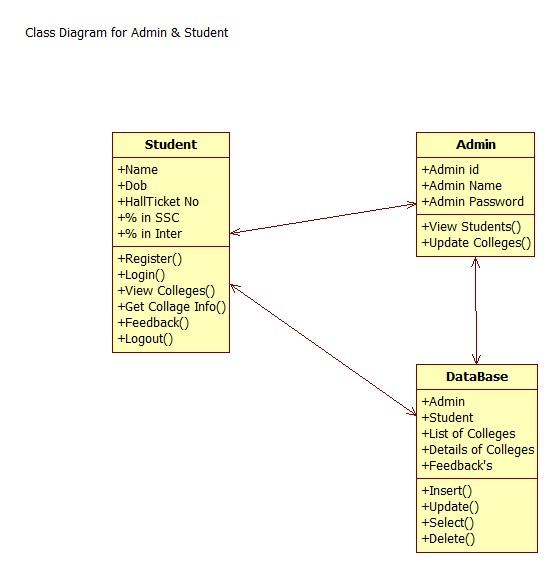 Class Diagram for Admin & Student
Student
+Name
+Dob
+HallTicket No
+% in SSC
+% in Inter
+Register()
+Login()
+View Colleges()
+Get Collage Info()
+Feedback()
+Logout()
Admin
+Admin id
+Admin Name
+Admin Password
+View Students()
+Update Colleges()
DataBase
+Admin
+Student
+List of Colleges
+Details of Colleges
+Feedback's
+Insert()
+Update()
+Select()
+Delete()